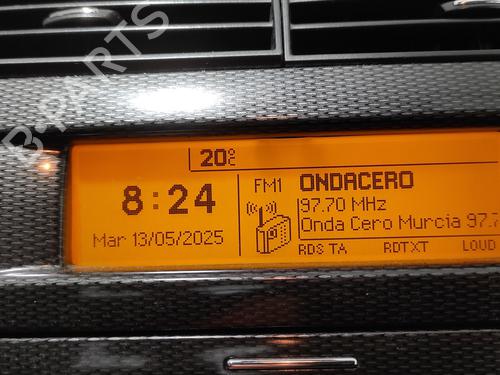 B-PARTS
20°C
8:24
Mar 13/05/2025
FM1
ONDACERO
97.70 MHz
Onda Cero Murcia 97.7
RDS TA RDTXT LOUD